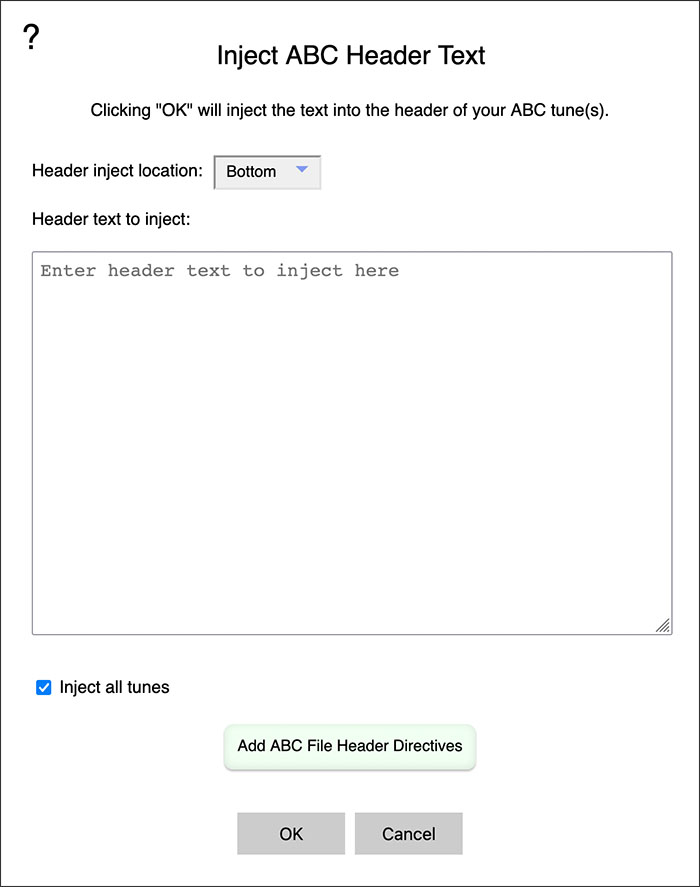 ?
Inject ABC Header Text
Clicking "OK" will inject the text into the header of your ABC tune(s).
Header inject location: Bottom
Header text to inject:
Enter header text to inject here
Inject all tunes
Add ABC File Header Directives
OK Cancel